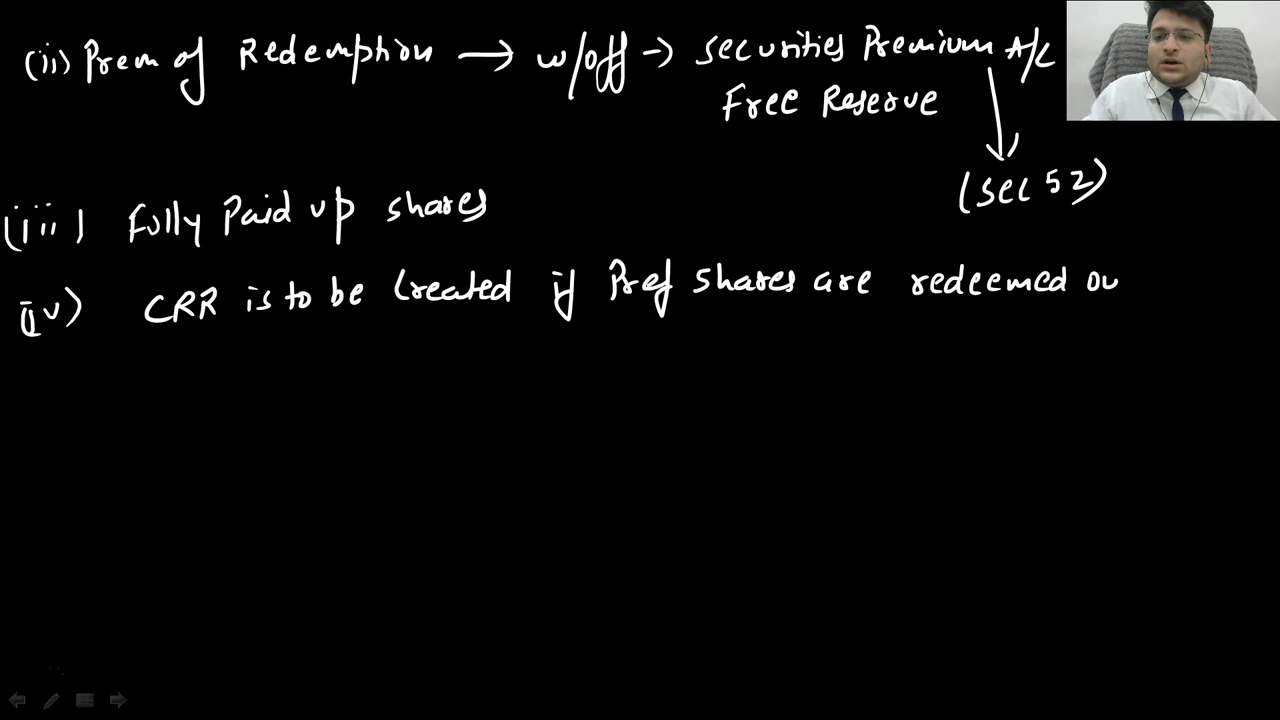 (ii) Prem of Redemption → w/off → Securities Premium A/C
Free Reserve
(Sec 52)
(iii) Fully Paid up shares
(iv) CRR is to be Created if Pref shares are redeemed ou